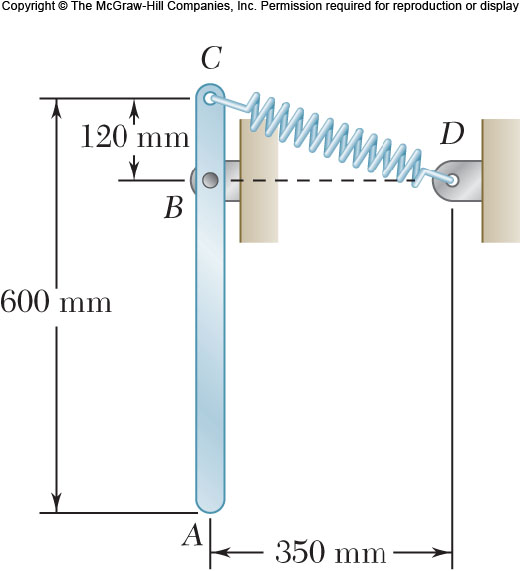 Copyright © The McGraw-Hill Companies, Inc. Permission required for reproduction or display
C
120 mm
D
B
600 mm
A
350 mm